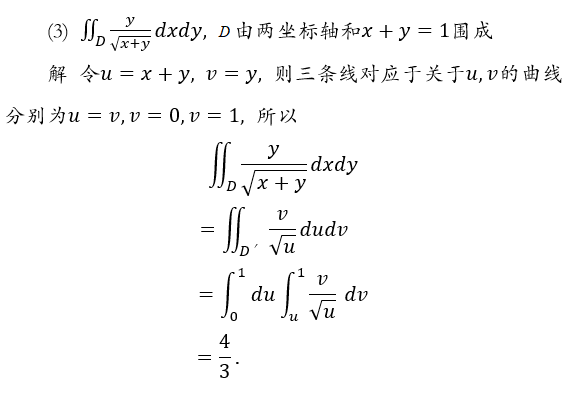 (3) ∬_D y/√(x+y) dxdy, D由两坐标轴和x + y = 1围成
解 令u = x + y, v = y, 则三条线对应于关于u,v的曲线
分别为u = v, v = 0, v = 1, 所以
∬_D y/√(x + y) dxdy
= ∬_D′ v/√u dudv
= ∫_0^1 du ∫_u^1 v/√u dv
= 4/3.